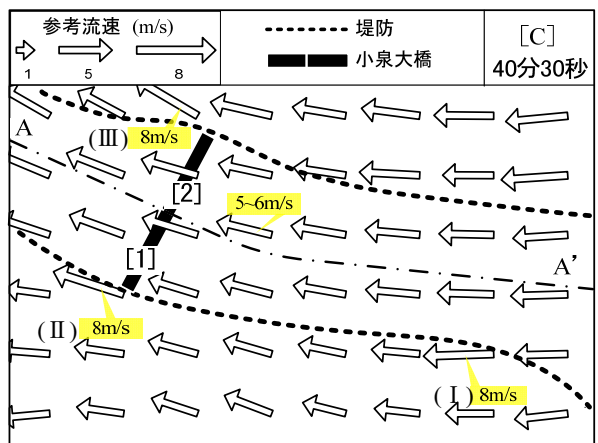 参考流速 (m/s)
1 5 8
堤防
小泉大橋
[C]
40分30秒
A
(Ⅲ)
8m/s
[2]
5~6m/s
[1]
A’
(Ⅱ)
8m/s
(Ⅰ)
8m/s